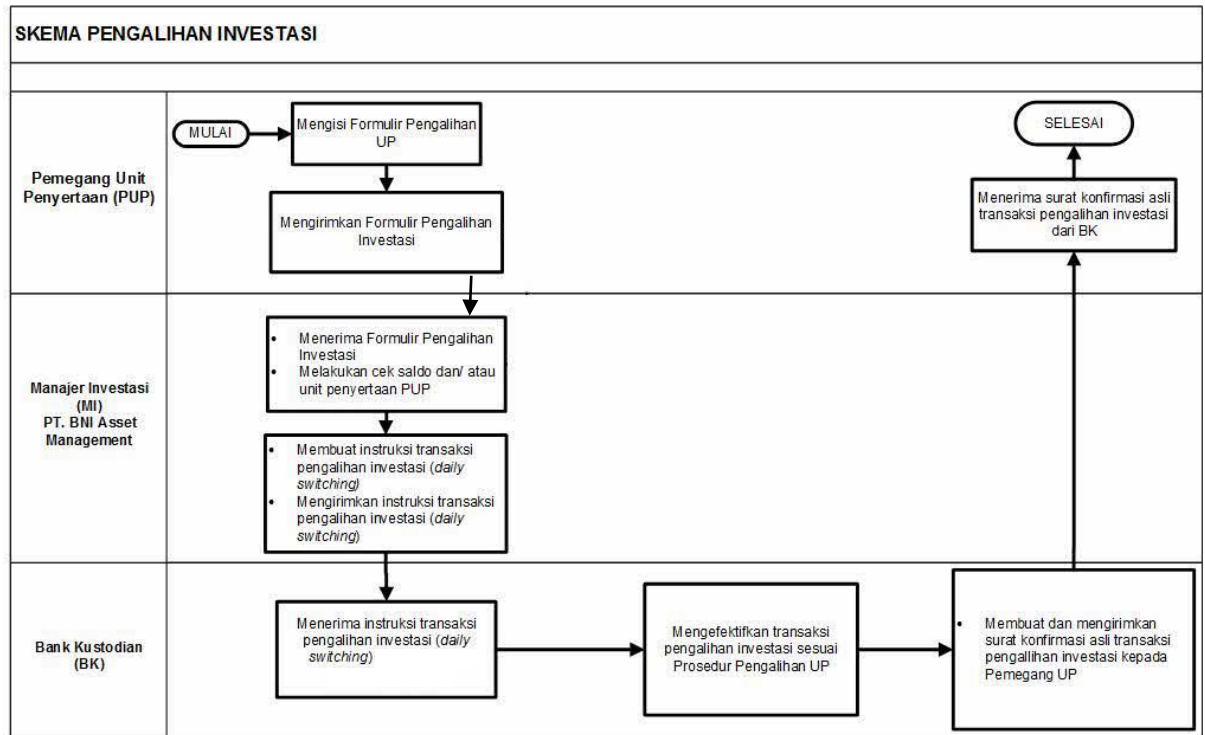 SKEMA PENGALIHAN INVESTASI
Pemegang Unit
Penyertaan (PUP)
MULAI
Mengisi Formulir Pengalihan
UP
Mengirimkan Formulir Pengalihan
Investasi
SELESAI
Menerima surat konfirmasi asli
transaksi pengalihan investasi
dari BK
Manajer Investasi
(MI)
PT. BNI Asset
Management
• Menerima Formulir Pengalihan
Investasi
• Melakukan cek saldo dan/ atau
unit penyertaan PUP
• Membuat instruksi transaksi
pengalihan investasi (daily
switching)
• Mengirimkan instruksi transaksi
pengalihan investasi (daily
switching)
Bank Kustodian
(BK)
Menerima instruksi transaksi
pengalihan investasi (daily
switching)
Mengefektifkan transaksi
pengalihan investasi sesuai
Prosedur Pengalihan UP
• Membuat dan mengirimkan
surat konfirmasi asli transaksi
pengallihan investasi kepada
Pemegang UP